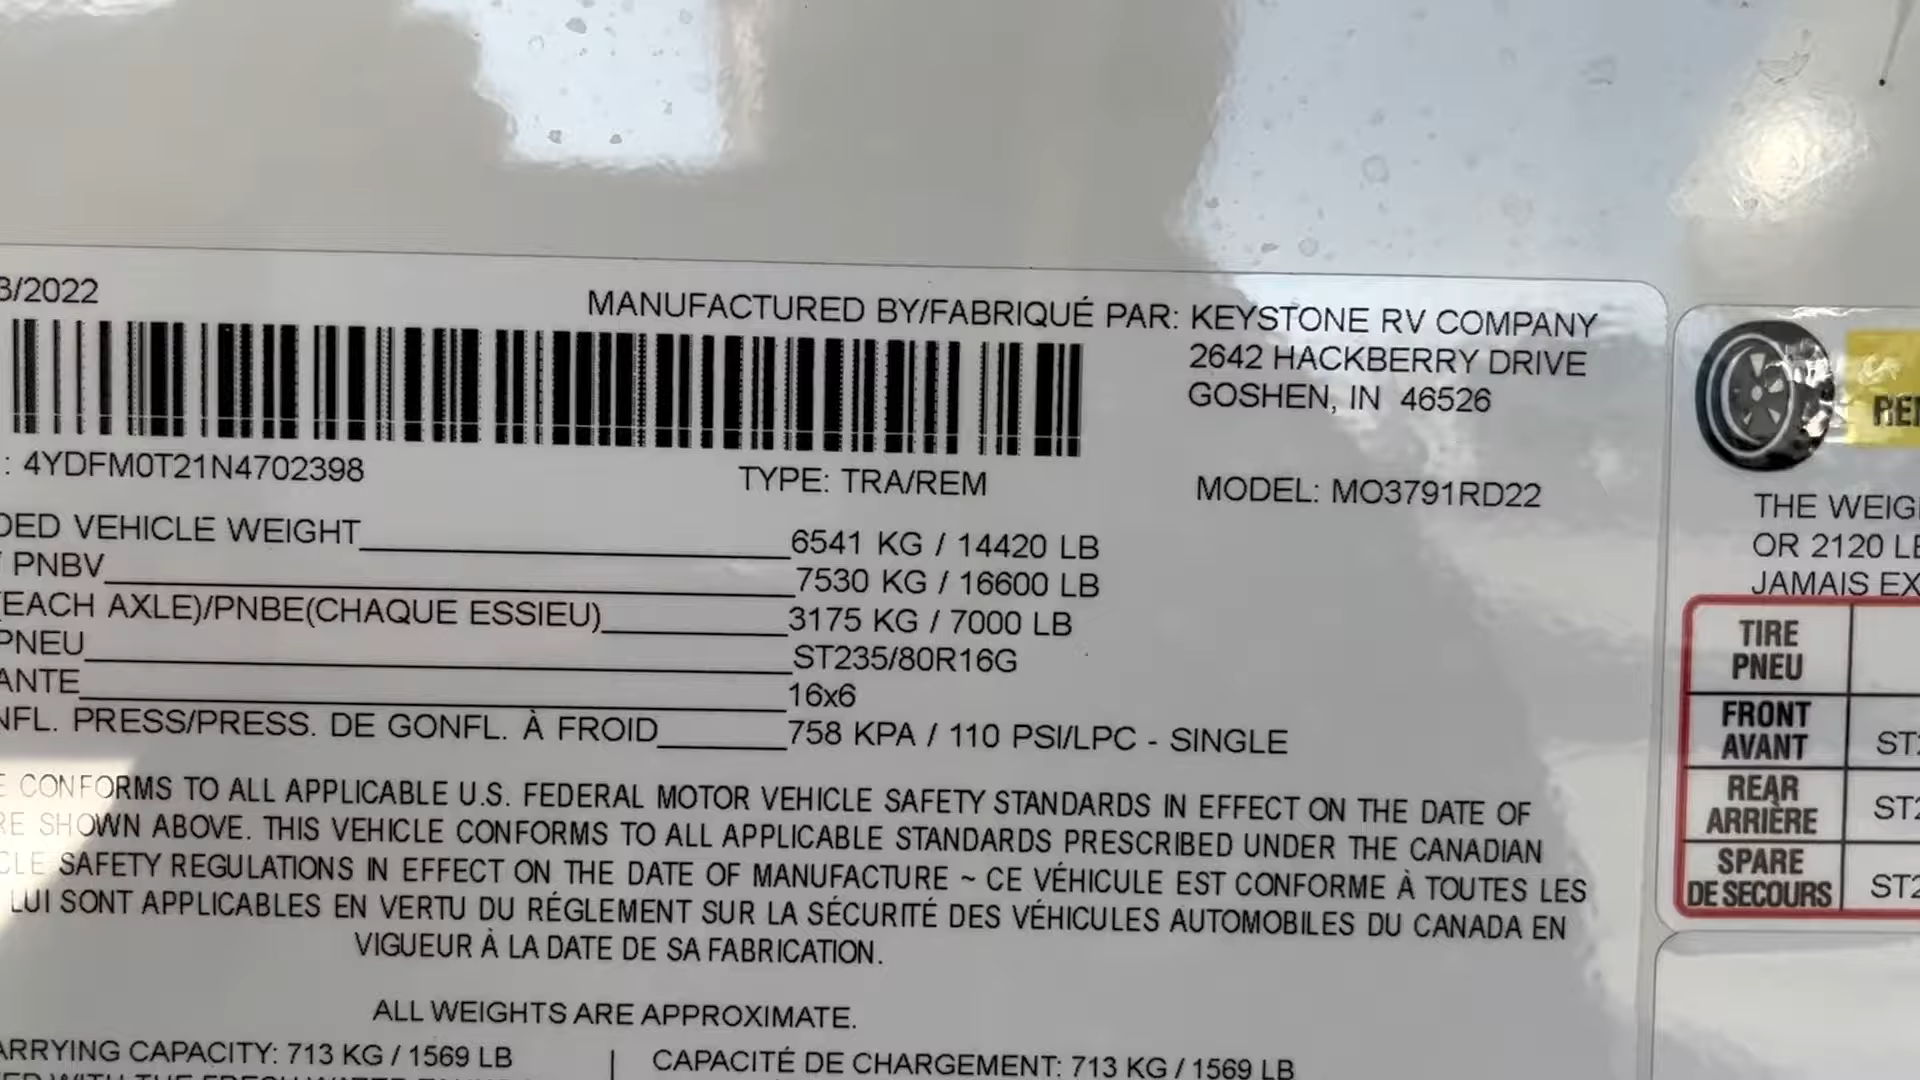 3/2022
MANUFACTURED BY/FABRIQUÉ PAR: KEYSTONE RV COMPANY
2642 HACKBERRY DRIVE
GOSHEN, IN 46526
: 4YDFM0T21N4702398
TYPE: TRA/REM
MODEL: MO3791RD22
DED VEHICLE WEIGHT 6541 KG / 14420 LB
PNBV 7530 KG / 16600 LB
(EACH AXLE)/PNBE(CHAQUE ESSIEU) 3175 KG / 7000 LB
PNEU ST235/80R16G
ANTE 16x6
NFL. PRESS/PRESS. DE GONFL. À FROID 758 KPA / 110 PSI/LPC - SINGLE
E CONFORMS TO ALL APPLICABLE U.S. FEDERAL MOTOR VEHICLE SAFETY STANDARDS IN EFFECT ON THE DATE OF
RE SHOWN ABOVE. THIS VEHICLE CONFORMS TO ALL APPLICABLE STANDARDS PRESCRIBED UNDER THE CANADIAN
CLE SAFETY REGULATIONS IN EFFECT ON THE DATE OF MANUFACTURE ~ CE VÉHICULE EST CONFORME À TOUTES LES
LUI SONT APPLICABLES EN VERTU DU RÉGLEMENT SUR LA SÉCURITÉ DES VÉHICULES AUTOMOBILES DU CANADA EN
VIGUEUR À LA DATE DE SA FABRICATION.
ALL WEIGHTS ARE APPROXIMATE.
ARRYING CAPACITY: 713 KG / 1569 LB
CAPACITÉ DE CHARGEMENT: 713 KG / 1569 LB
THE WEIG
OR 2120 LB
JAMAIS EX
TIRE
PNEU
FRONT
AVANT ST2
REAR
ARRIÈRE ST2
SPARE
DE SECOURS ST2